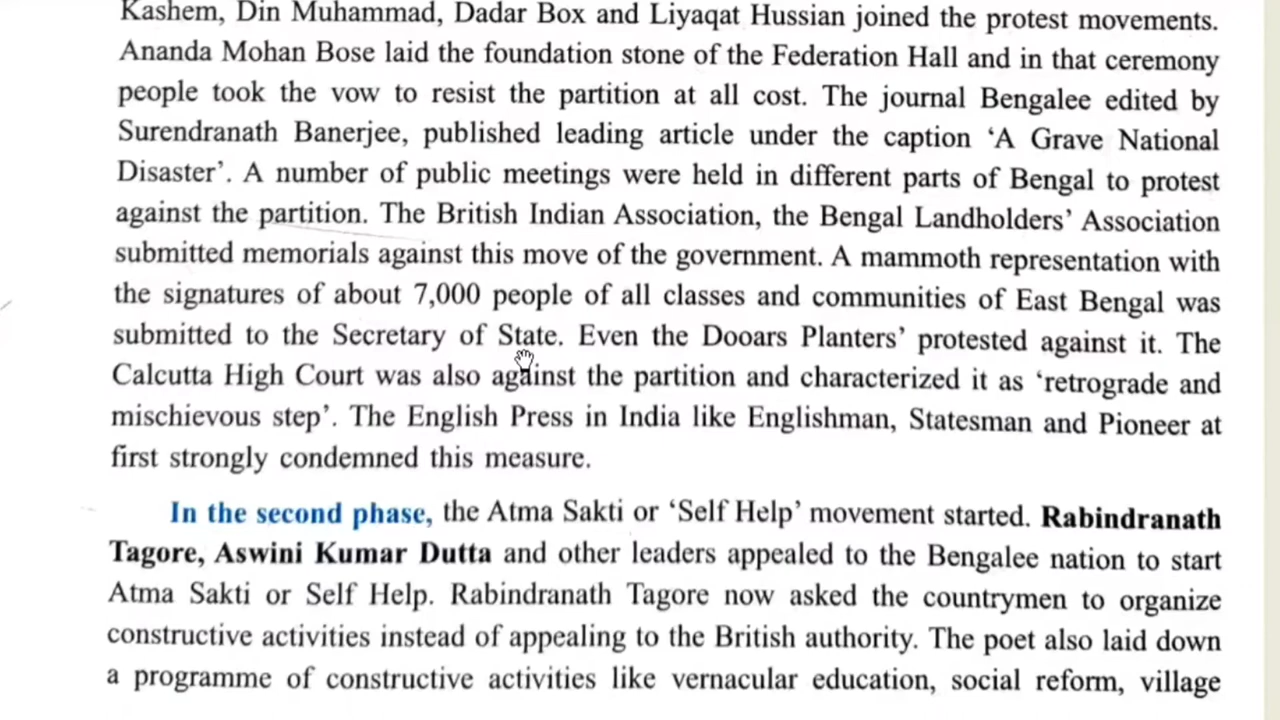 Kashem, Din Muhammad, Dadar Box and Liyaqat Hussian joined the protest movements.
Ananda Mohan Bose laid the foundation stone of the Federation Hall and in that ceremony
people took the vow to resist the partition at all cost. The journal Bengalee edited by
Surendranath Banerjee, published leading article under the caption ‘A Grave National
Disaster’. A number of public meetings were held in different parts of Bengal to protest
against the partition. The British Indian Association, the Bengal Landholders’ Association
submitted memorials against this move of the government. A mammoth representation with
the signatures of about 7,000 people of all classes and communities of East Bengal was
submitted to the Secretary of State. Even the Dooars Planters’ protested against it. The
Calcutta High Court was also against the partition and characterized it as ‘retrograde and
mischievous step’. The English Press in India like Englishman, Statesman and Pioneer at
first strongly condemned this measure.
In the second phase, the Atma Sakti or ‘Self Help’ movement started. Rabindranath
Tagore, Aswini Kumar Dutta and other leaders appealed to the Bengalee nation to start
Atma Sakti or Self Help. Rabindranath Tagore now asked the countrymen to organize
constructive activities instead of appealing to the British authority. The poet also laid down
a programme of constructive activities like vernacular education, social reform, village